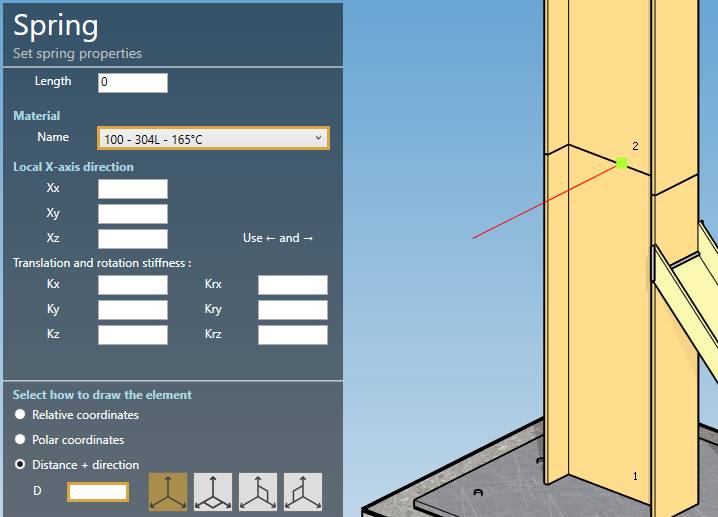 Spring
Set spring properties
Length 0
Material
Name 100 - 304L - 165°C
Local X-axis direction
Xx
Xy
Xz Use ← and →
Translation and rotation stiffness :
Kx Krx
Ky Kry
Kz Krz
Select how to draw the element
Relative coordinates
Polar coordinates
Distance + direction
D
2
1